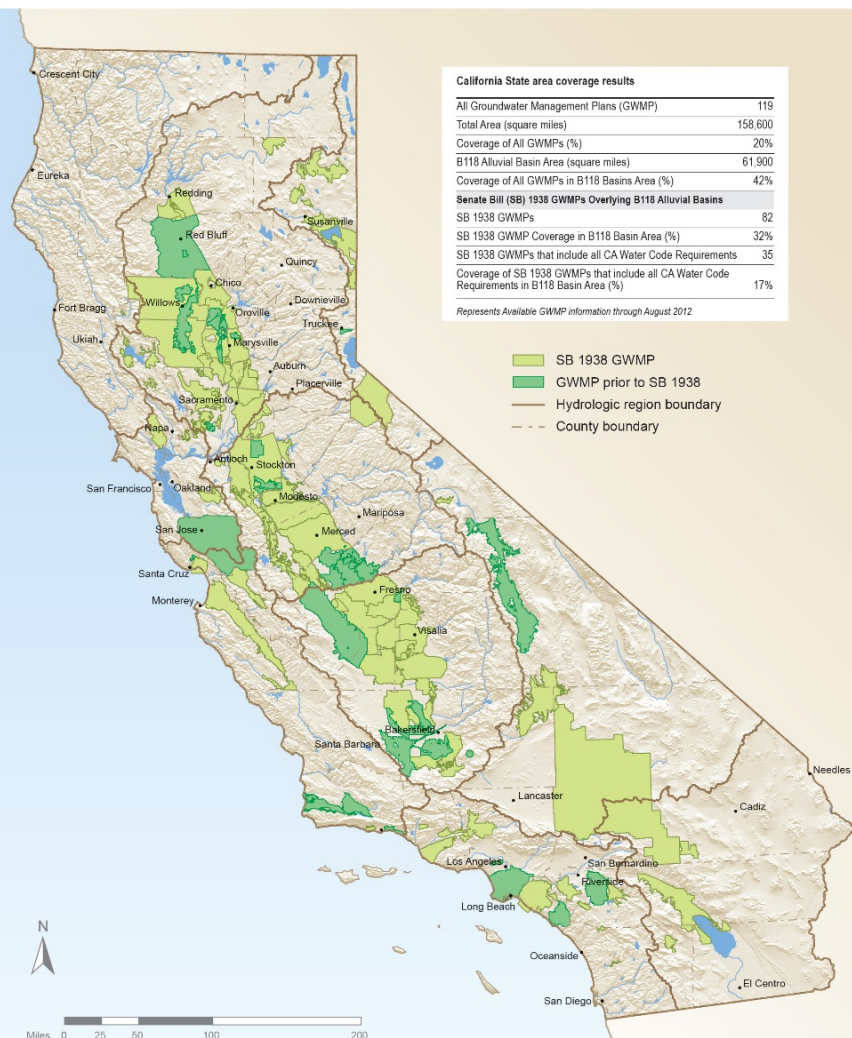 California State area coverage results
All Groundwater Management Plans (GWMP) 119
Total Area (square miles) 158,600
Coverage of All GWMPs (%) 20%
B118 Alluvial Basin Area (square miles) 61,900
Coverage of All GWMPs in B118 Basins Area (%) 42%
Senate Bill (SB) 1938 GWMPs Overlying B118 Alluvial Basins
SB 1938 GWMPs 82
SB 1938 GWMP Coverage in B118 Basin Area (%) 32%
SB 1938 GWMPs that include all CA Water Code Requirements 35
Coverage of SB 1938 GWMPs that include all CA Water Code
Requirements in B118 Basin Area (%) 17%
Represents Available GWMP information through August 2012
SB 1938 GWMP
GWMP prior to SB 1938
Hydrologic region boundary
County boundary
Crescent City
Eureka
Redding
Susanville
Red Bluff
Quincy
Chico
Willows
Downieville
Fort Bragg
Oroville
Truckee
Ukiah
Marysville
Auburn
Placerville
Sacramento
Napa
Antioch
Stockton
San Francisco
Oakland
Modesto
Mariposa
San Jose
Merced
Santa Cruz
Fresno
Monterey
Visalia
Bakersfield
Santa Barbara
Needles
Lancaster
Cadiz
Los Angeles
San Bernardino
Riverside
Long Beach
Oceanside
El Centro
San Diego
N
Miles 0 25 50 100 200